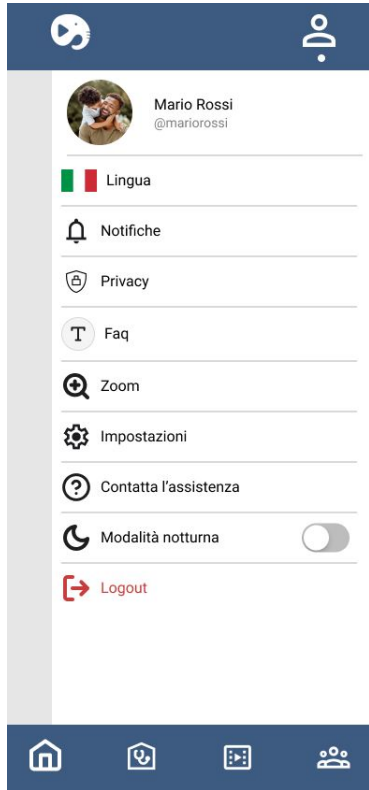 Mario Rossi
@mariorossi
Lingua
Notifiche
Privacy
T Faq
Zoom
Impostazioni
Contatta l'assistenza
Modalità notturna
Logout